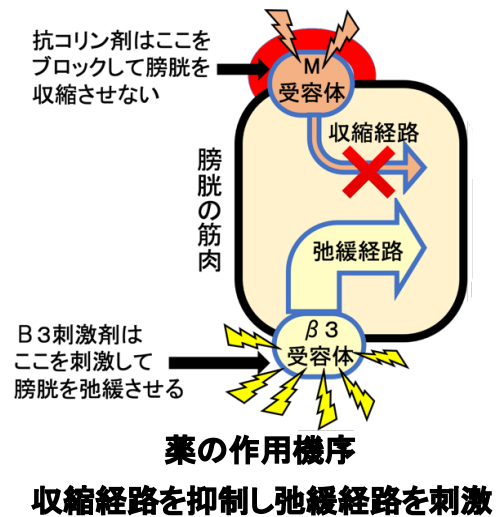 抗コリン剤はここを
ブロックして膀胱を
収縮させない
M
受容体
収縮経路
膀胱の筋肉
弛緩経路
β3
受容体
B3刺激剤は
ここを刺激して
膀胱を弛緩させる
薬の作用機序
収縮経路を抑制し弛緩経路を刺激